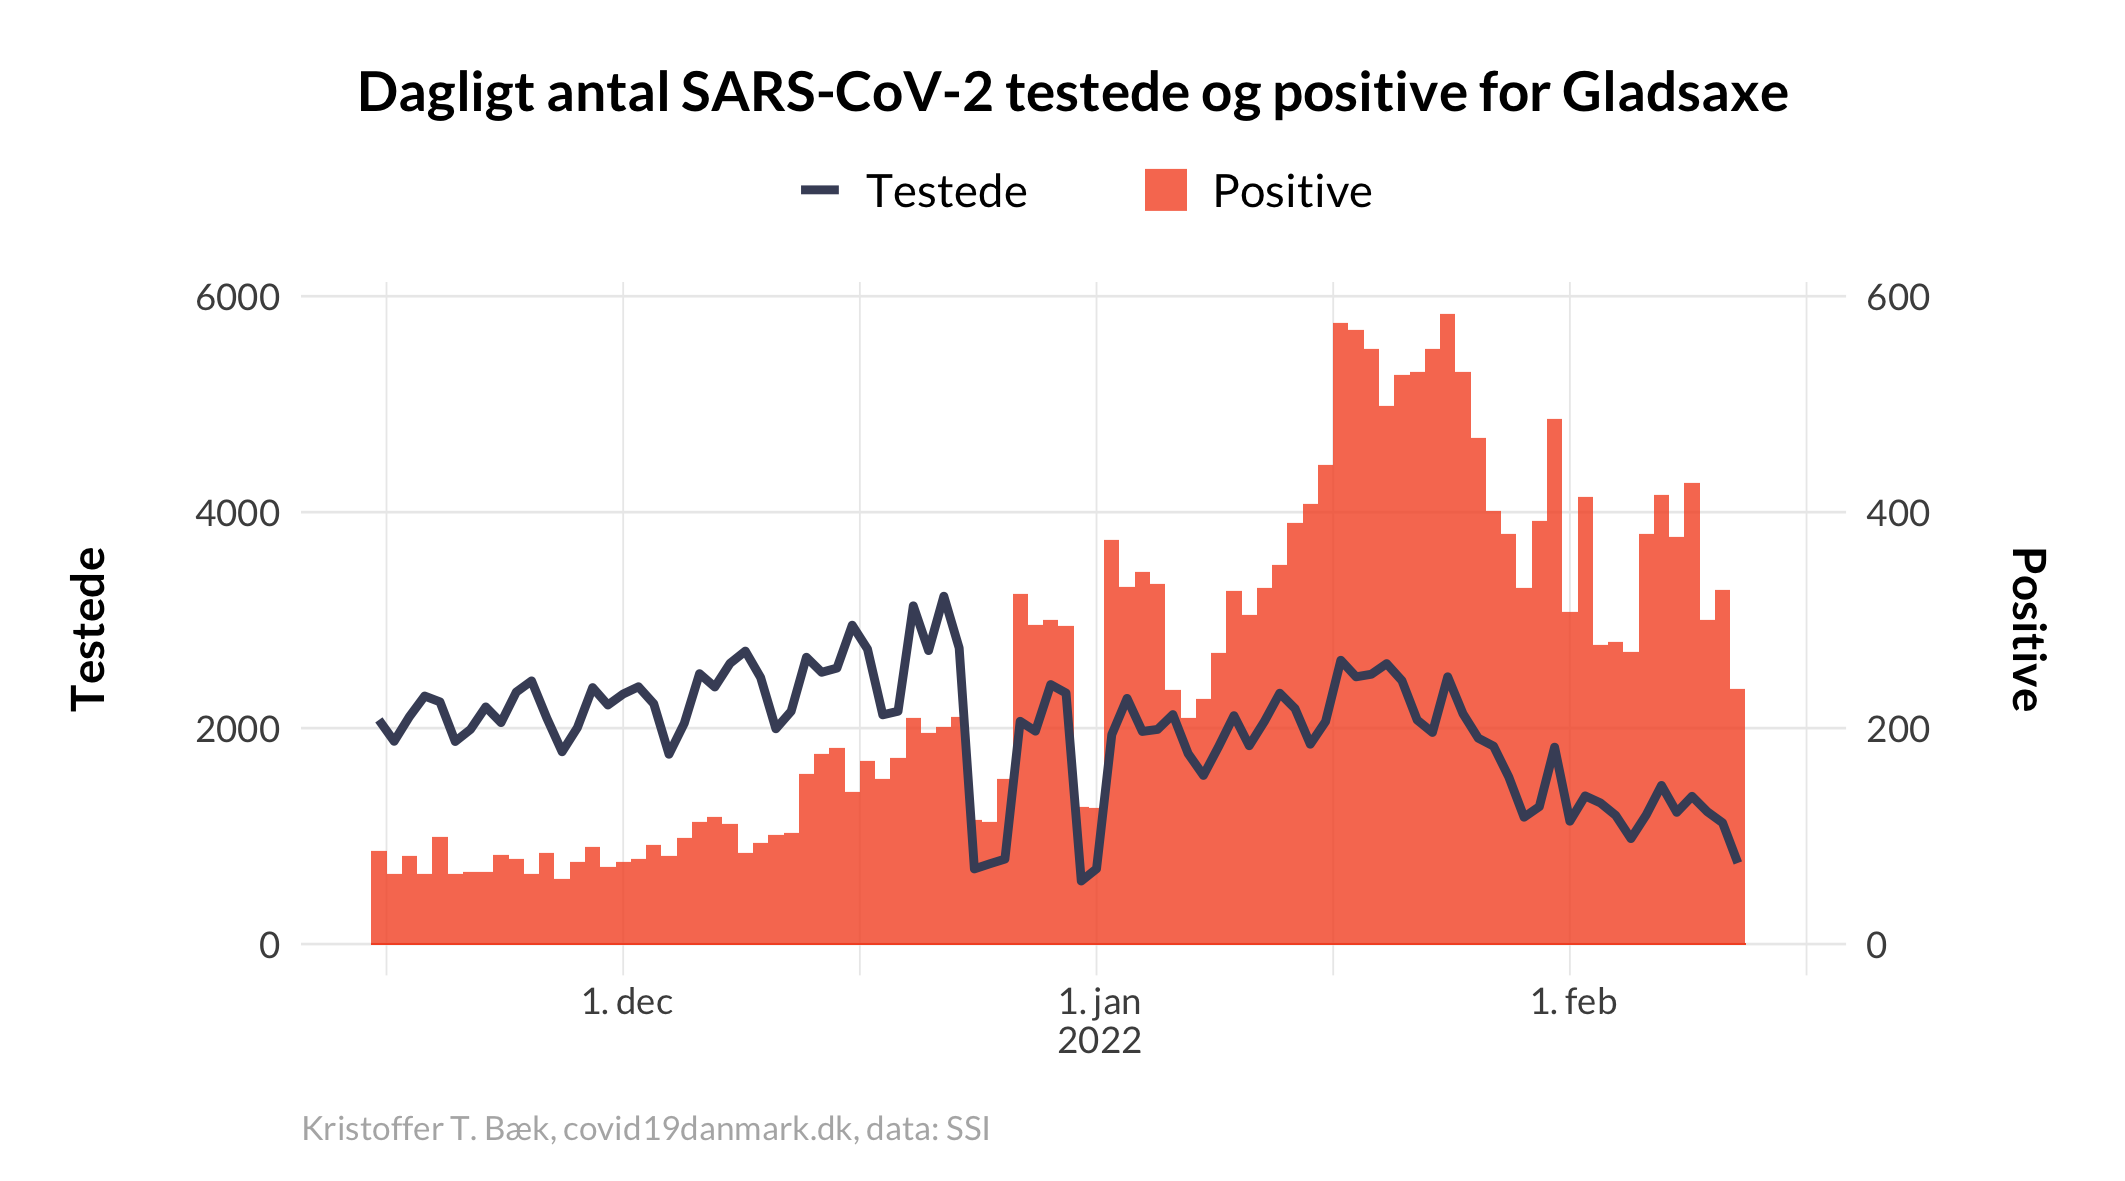 Dagligt antal SARS-CoV-2 testede og positive for Gladsaxe
Testede
Positive
6000
4000
2000
0
Testede
600
400
200
0
Positive
1. dec
1. jan
2022
1. feb
Kristoffer T. Bæk, covid19danmark.dk, data: SSI